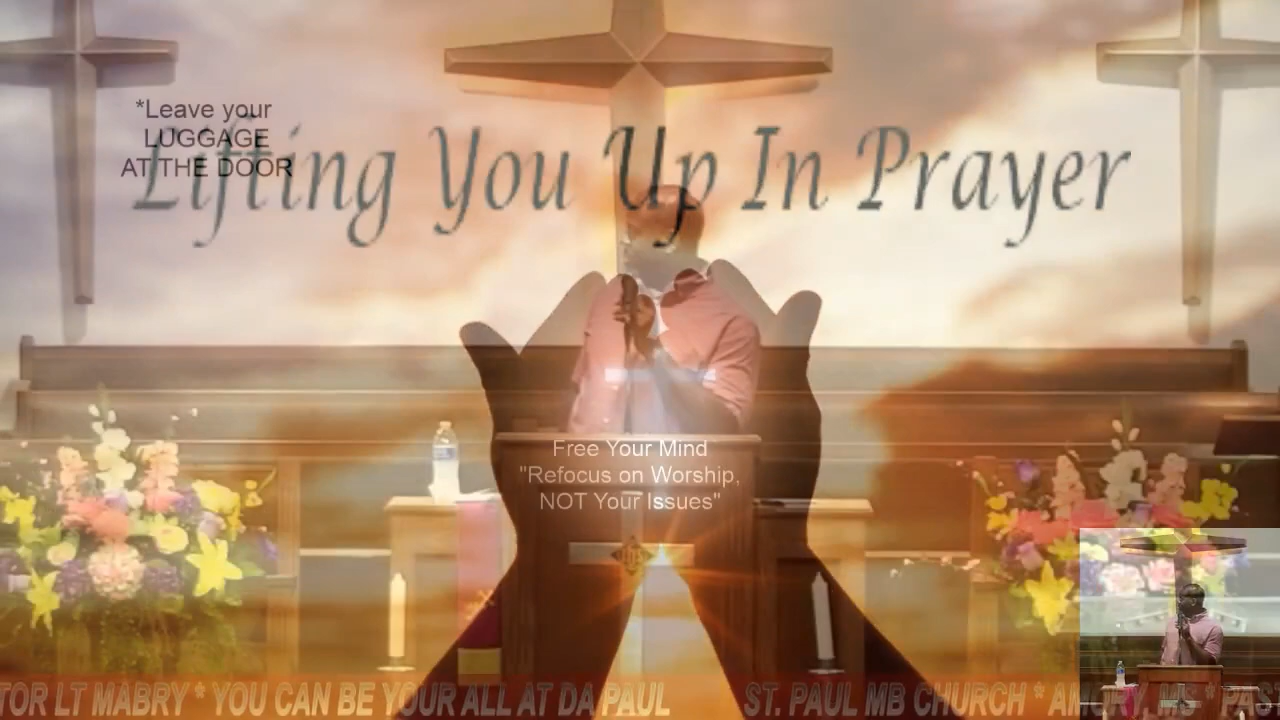 *Leave your
LUGGAGE
AT THE DOOR
Lifting You Up In Prayer
Free Your Mind
"Refocus on Worship,
NOT Your Issues"
TOR LT MABRY * YOU CAN BE YOUR ALL AT DA PAUL ST. PAUL MB CHURCH *